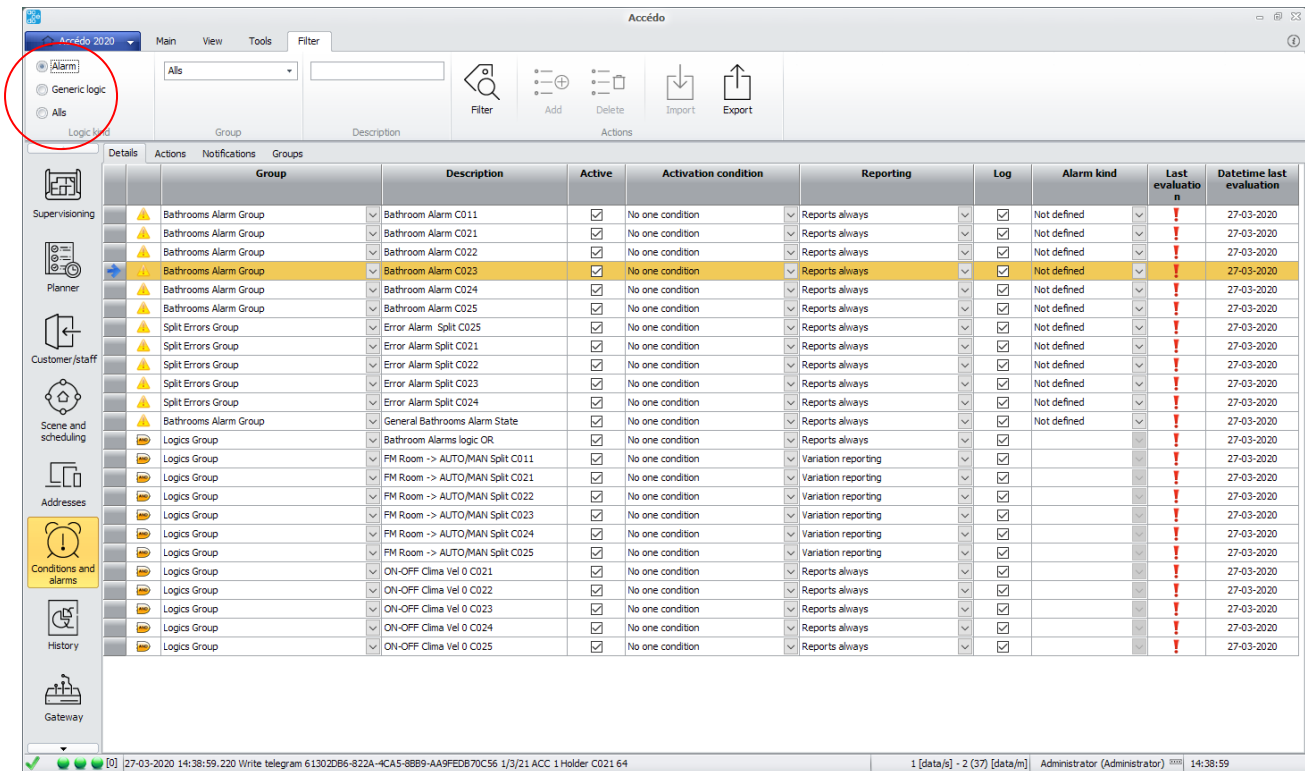 Accédo
Accédo 2020 Main View Tools Filter
Alarm
Generic logic
Alls
Logic kind
Alls
Group
Description
Filter Add Delete Import Export
Actions
Details Actions Notifications Groups
Group Description Active Activation condition Reporting Log Alarm kind Last evaluation Datetime last evaluation
Bathrooms Alarm Group Bathroom Alarm C011 No one condition Reports always Not defined 27-03-2020
Bathrooms Alarm Group Bathroom Alarm C021 No one condition Reports always Not defined 27-03-2020
Bathrooms Alarm Group Bathroom Alarm C022 No one condition Reports always Not defined 27-03-2020
Bathrooms Alarm Group Bathroom Alarm C023 No one condition Reports always Not defined 27-03-2020
Bathrooms Alarm Group Bathroom Alarm C024 No one condition Reports always Not defined 27-03-2020
Bathrooms Alarm Group Bathroom Alarm C025 No one condition Reports always Not defined 27-03-2020
Split Errors Group Error Alarm Split C025 No one condition Reports always Not defined 27-03-2020
Split Errors Group Error Alarm Split C021 No one condition Reports always Not defined 27-03-2020
Split Errors Group Error Alarm Split C022 No one condition Reports always Not defined 27-03-2020
Split Errors Group Error Alarm Split C023 No one condition Reports always Not defined 27-03-2020
Split Errors Group Error Alarm Split C024 No one condition Reports always Not defined 27-03-2020
Bathrooms Alarm Group General Bathrooms Alarm State No one condition Reports always Not defined 27-03-2020
AND Logics Group Bathroom Alarms logic OR No one condition Reports always 27-03-2020
AND Logics Group FM Room -> AUTO/MAN Split C011 No one condition Variation reporting 27-03-2020
AND Logics Group FM Room -> AUTO/MAN Split C021 No one condition Variation reporting 27-03-2020
AND Logics Group FM Room -> AUTO/MAN Split C022 No one condition Variation reporting 27-03-2020
AND Logics Group FM Room -> AUTO/MAN Split C023 No one condition Variation reporting 27-03-2020
AND Logics Group FM Room -> AUTO/MAN Split C024 No one condition Variation reporting 27-03-2020
AND Logics Group FM Room -> AUTO/MAN Split C025 No one condition Variation reporting 27-03-2020
AND Logics Group ON-OFF Clima Vel 0 C021 No one condition Reports always 27-03-2020
AND Logics Group ON-OFF Clima Vel 0 C022 No one condition Reports always 27-03-2020
AND Logics Group ON-OFF Clima Vel 0 C023 No one condition Reports always 27-03-2020
AND Logics Group ON-OFF Clima Vel 0 C024 No one condition Reports always 27-03-2020
AND Logics Group ON-OFF Clima Vel 0 C025 No one condition Reports always 27-03-2020
Supervisioning
Planner
Customer/staff
Scene and
scheduling
Addresses
Conditions and
alarms
History
Gateway
[0] 27-03-2020 14:38:59.220 Write telegram 61302DB6-822A-4CA5-8BB9-AA9FEDB70C56 1/3/21 ACC 1 Holder C021 64 1 [data/s] - 2 (37) [data/m] Administrator (Administrator) 14:38:59